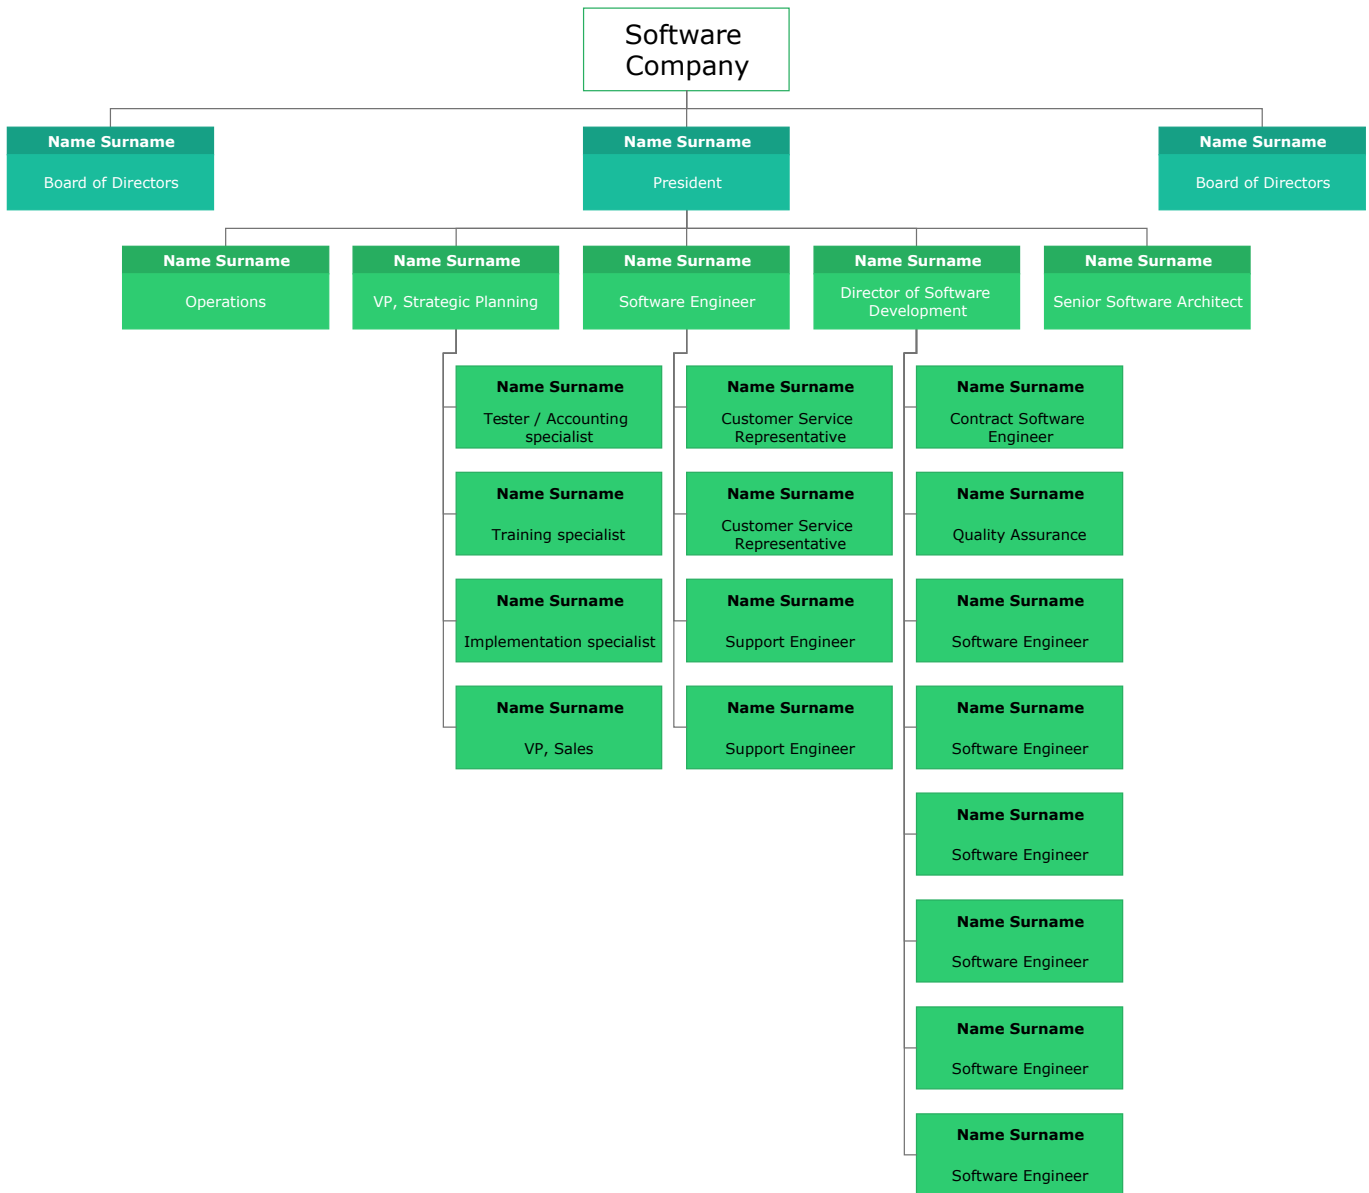 Software
Company
Name Surname
Board of Directors
Name Surname
President
Name Surname
Board of Directors
Name Surname
Operations
Name Surname
VP, Strategic Planning
Name Surname
Software Engineer
Name Surname
Director of Software
Development
Name Surname
Senior Software Architect
Name Surname
Tester / Accounting
specialist
Name Surname
Training specialist
Name Surname
Implementation specialist
Name Surname
VP, Sales
Name Surname
Customer Service
Representative
Name Surname
Customer Service
Representative
Name Surname
Support Engineer
Name Surname
Support Engineer
Name Surname
Contract Software
Engineer
Name Surname
Quality Assurance
Name Surname
Software Engineer
Name Surname
Software Engineer
Name Surname
Software Engineer
Name Surname
Software Engineer
Name Surname
Software Engineer
Name Surname
Software Engineer